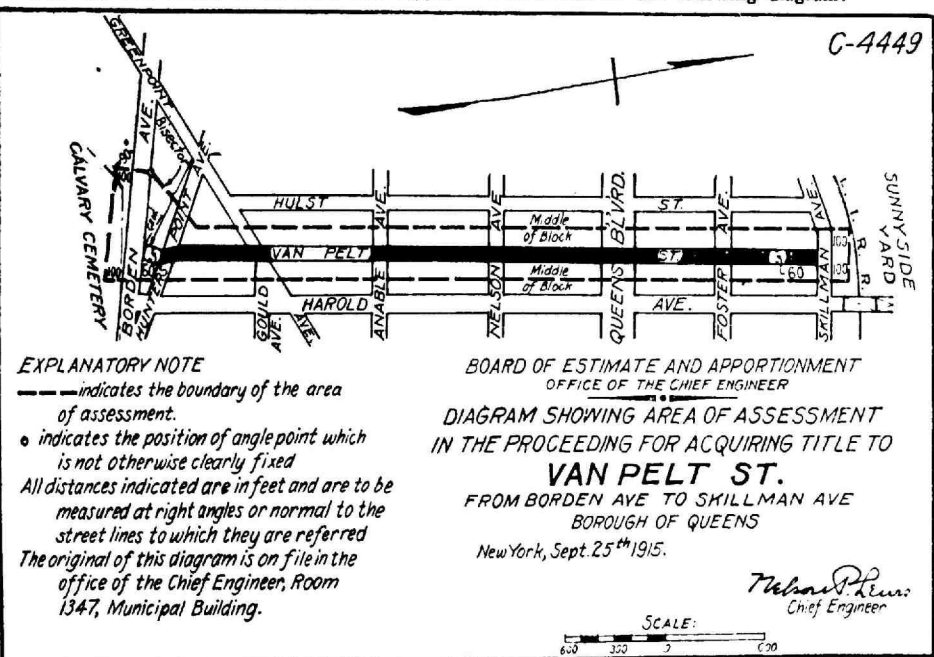 C-4449
GREENPOINT
AVE.
Bisector
AVE.
CALVARY CEMETERY
BORDEN
HUNTERS
POINT
HULST ST.
Middle
of Block
VAN PELT ST.
60
100
100
100
Middle
of Block
HAROLD AVE.
GOULD
AVE.
AVE.
ANABLE AVE.
NELSON AVE.
QUEENS BL'VRD.
FOSTER AVE.
SKILLMAN AVE.
L. I. R. R.
SUNNYSIDE
YARD
EXPLANATORY NOTE
indicates the boundary of the area
of assessment.
indicates the position of angle point which
is not otherwise clearly fixed
All distances indicated are in feet and are to be
measured at right angles or normal to the
street lines to which they are referred
The original of this diagram is on file in the
office of the Chief Engineer, Room
1347, Municipal Building.
BOARD OF ESTIMATE AND APPORTIONMENT
OFFICE OF THE CHIEF ENGINEER
DIAGRAM SHOWING AREA OF ASSESSMENT
IN THE PROCEEDING FOR ACQUIRING TITLE TO
VAN PELT ST.
FROM BORDEN AVE TO SKILLMAN AVE
BOROUGH OF QUEENS
New York, Sept. 25th 1915.
Nelson P. Lewis
Chief Engineer
SCALE:
600 300 0 600